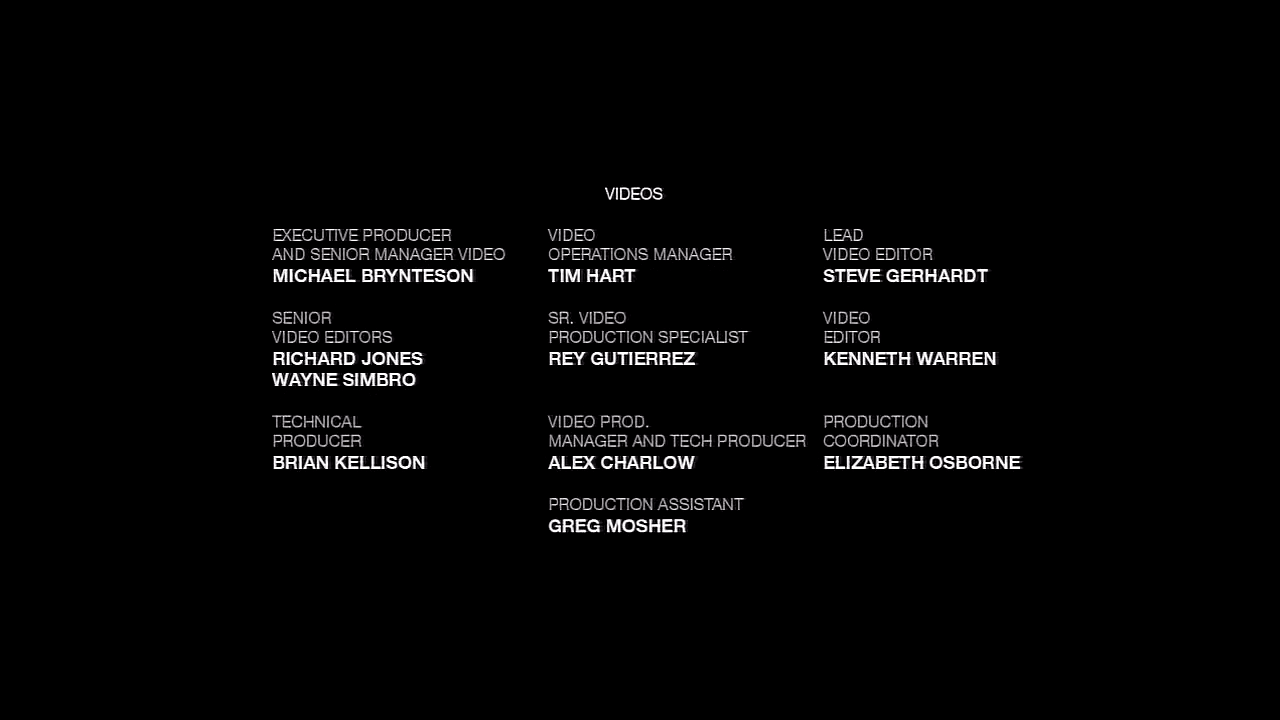 VIDEOS
EXECUTIVE PRODUCER
AND SENIOR MANAGER VIDEO
MICHAEL BRYNTESON
VIDEO
OPERATIONS MANAGER
TIM HART
LEAD
VIDEO EDITOR
STEVE GERHARDT
SENIOR
VIDEO EDITORS
RICHARD JONES
WAYNE SIMBRO
SR. VIDEO
PRODUCTION SPECIALIST
REY GUTIERREZ
VIDEO
EDITOR
KENNETH WARREN
TECHNICAL
PRODUCER
BRIAN KELLISON
VIDEO PROD.
MANAGER AND TECH PRODUCER
ALEX CHARLOW
PRODUCTION
COORDINATOR
ELIZABETH OSBORNE
PRODUCTION ASSISTANT
GREG MOSHER